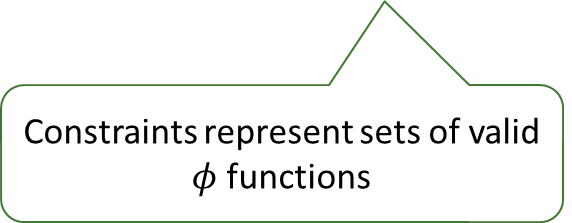 Constraints represent sets of valid
𝜙 functions